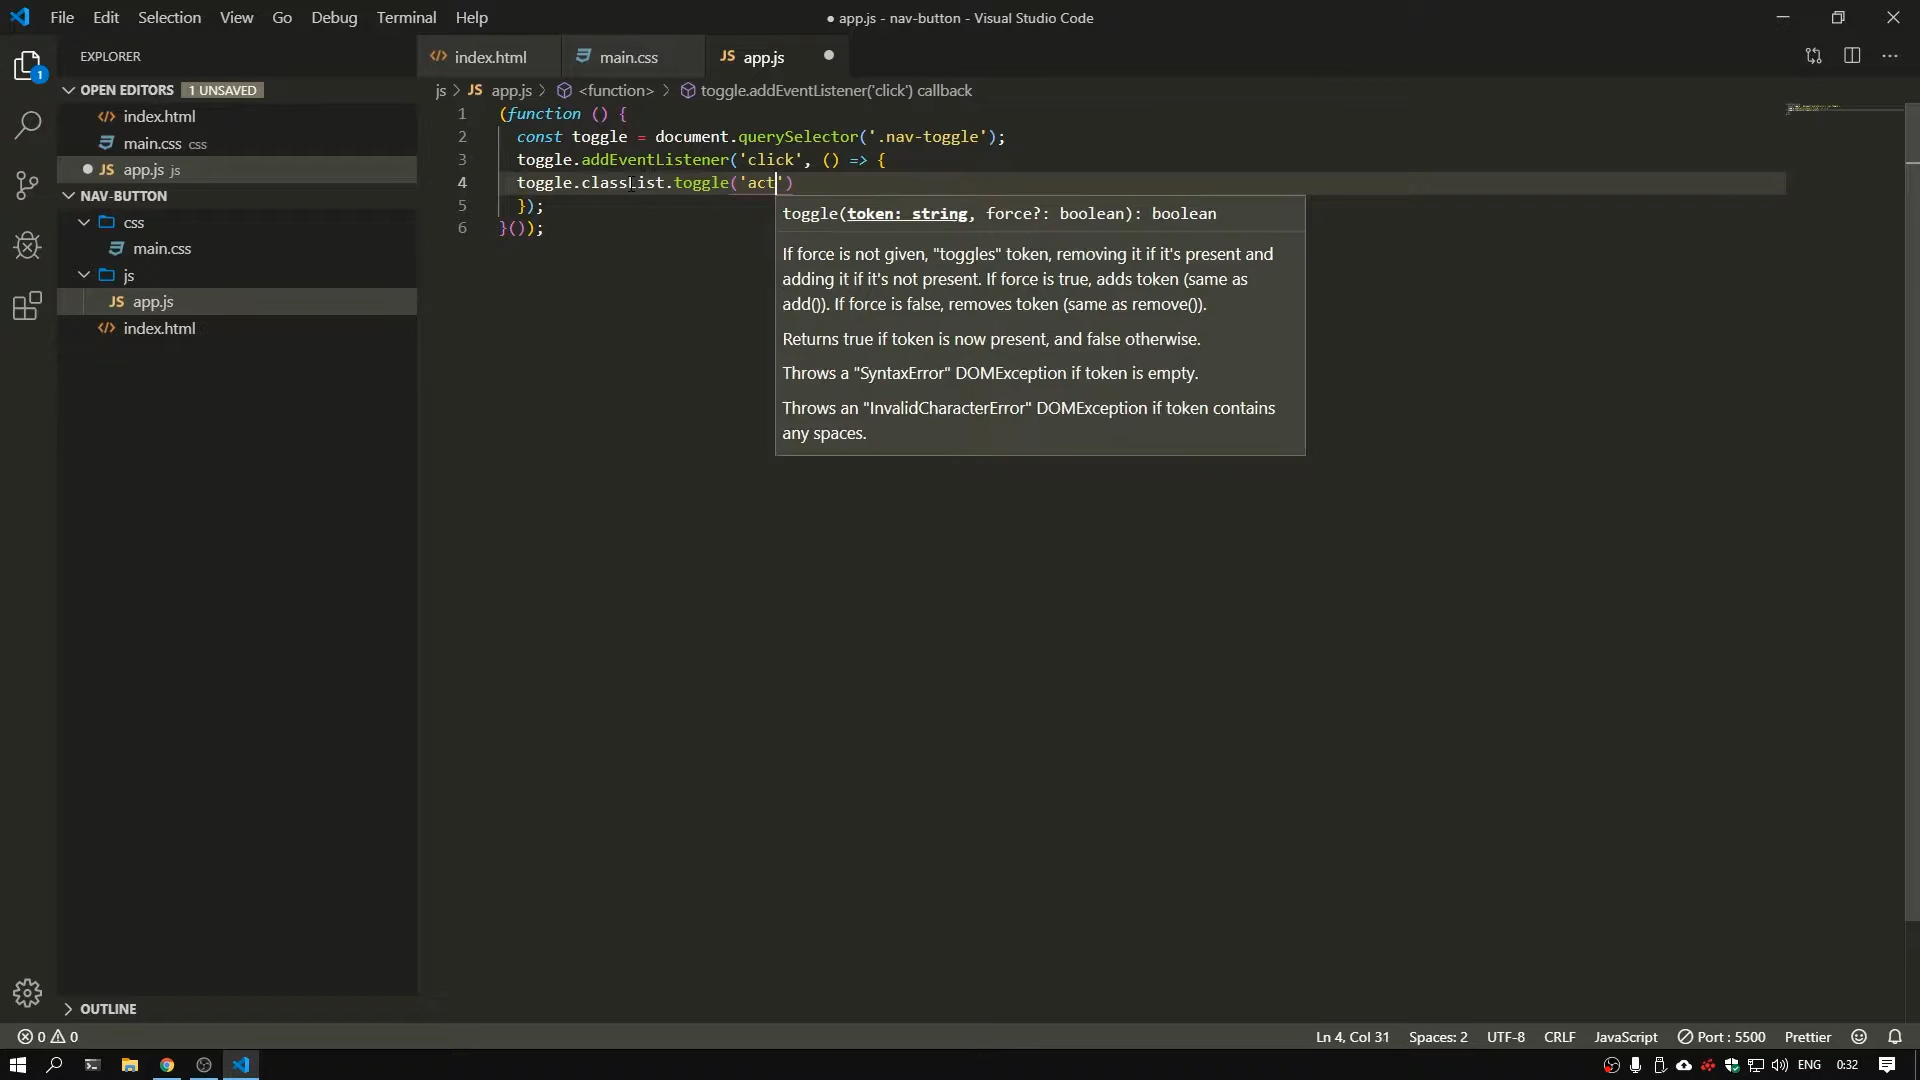 File Edit Selection View Go Debug Terminal Help
● app.js - nav-button - Visual Studio Code
EXPLORER
1
OPEN EDITORS 1 UNSAVED
index.html
main.css css
JS app.js js
NAV-BUTTON
css
main.css
js
JS app.js
index.html
OUTLINE
index.html main.css JS app.js
js > JS app.js > <function> > toggle.addEventListener('click') callback
1 (function () {
2 const toggle = document.querySelector('.nav-toggle');
3 toggle.addEventListener('click', () => {
4 toggle.classList.toggle('act')
5 });
6 }());
toggle(token: string, force?: boolean): boolean
If force is not given, "toggles" token, removing it if it's present and
adding it if it's not present. If force is true, adds token (same as
add()). If force is false, removes token (same as remove()).
Returns true if token is now present, and false otherwise.
Throws a "SyntaxError" DOMException if token is empty.
Throws an "InvalidCharacterError" DOMException if token contains
any spaces.
0 0
Ln 4, Col 31 Spaces: 2 UTF-8 CRLF JavaScript Port : 5500 Prettier
ENG 0:32